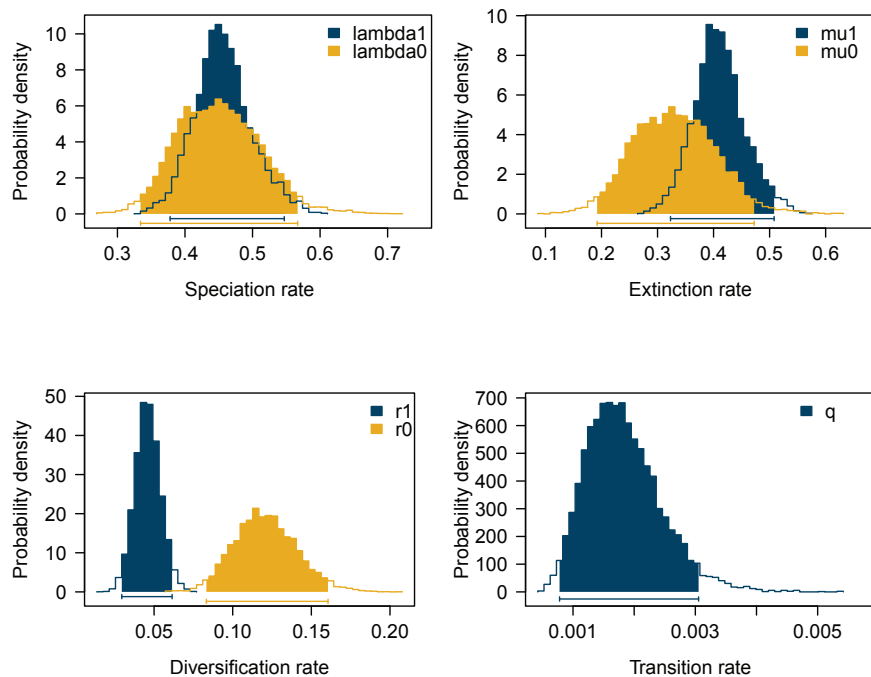 lambda1
lambda0
Probability density
0 2 4 6 8 10
0.3 0.4 0.5 0.6 0.7
Speciation rate
mu1
mu0
Probability density
0 2 4 6 8 10
0.1 0.2 0.3 0.4 0.5 0.6
Extinction rate
r1
r0
Probability density
0 10 20 30 40 50
0.05 0.10 0.15 0.20
Diversification rate
q
Probability density
0 100 200 300 400 500 600 700
0.001 0.003 0.005
Transition rate